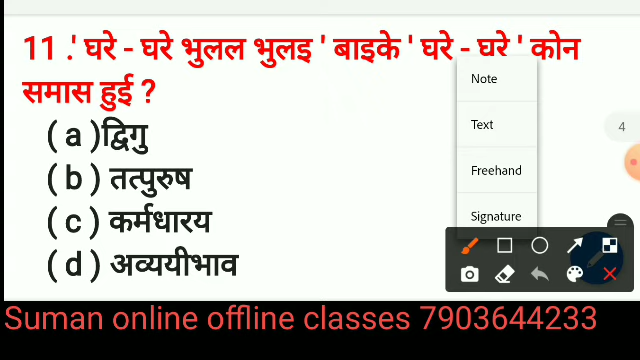 11 .' घरे - घरे भुलल भुलइ ' बाइके ' घरे - घरे ' कोन
समास हुई ?
( a )द्विगु
( b ) तत्पुरुष
( c ) कर्मधारय
( d ) अव्ययीभाव
Note
Text
Freehand
Signature
4
Suman online offline classes 7903644233